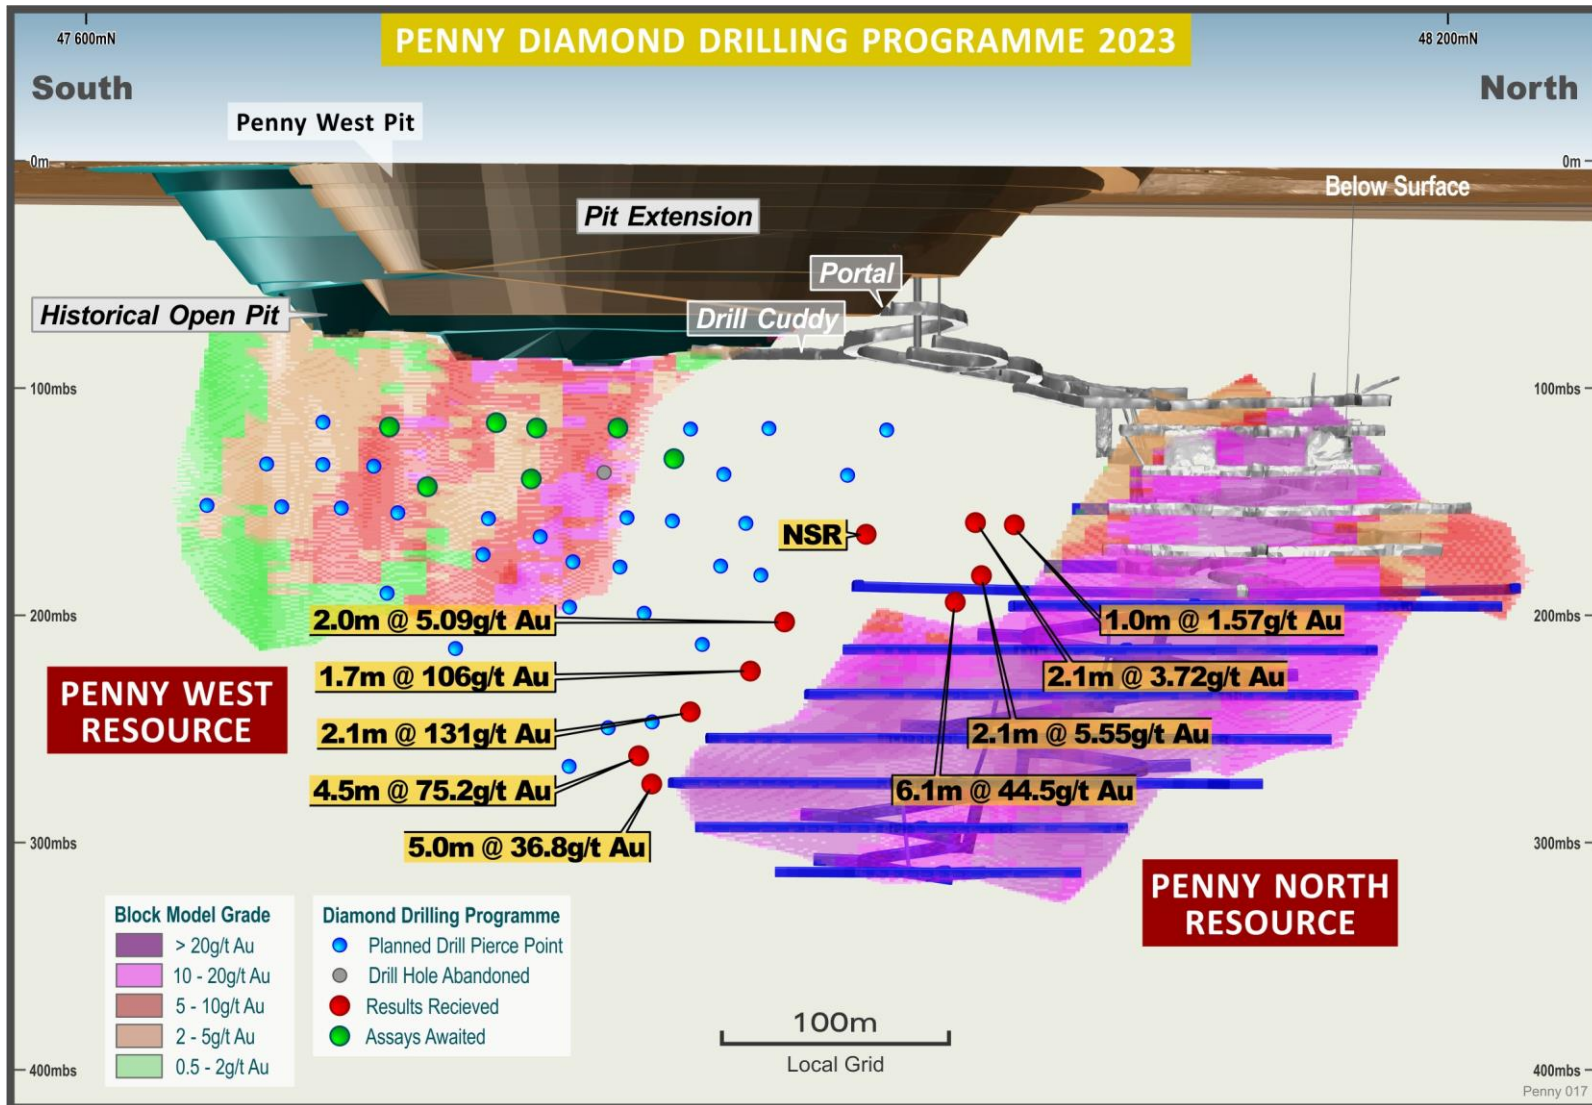 PENNY DIAMOND DRILLING PROGRAMME 2023
47 600mN
48 200mN
South
North
Penny West Pit
0m
0m
Below Surface
Pit Extension
Portal
Historical Open Pit
Drill Cuddy
100mbs
100mbs
NSR
200mbs
200mbs
2.0m @ 5.09g/t Au
1.0m @ 1.57g/t Au
1.7m @ 106g/t Au
2.1m @ 3.72g/t Au
PENNY WEST
RESOURCE
2.1m @ 131g/t Au
2.1m @ 5.55g/t Au
4.5m @ 75.2g/t Au
6.1m @ 44.5g/t Au
5.0m @ 36.8g/t Au
300mbs
300mbs
PENNY NORTH
RESOURCE
Block Model Grade
> 20g/t Au
10 - 20g/t Au
5 - 10g/t Au
2 - 5g/t Au
0.5 - 2g/t Au
Diamond Drilling Programme
Planned Drill Pierce Point
Drill Hole Abandoned
Results Recieved
Assays Awaited
100m
Local Grid
400mbs
400mbs
Penny 017